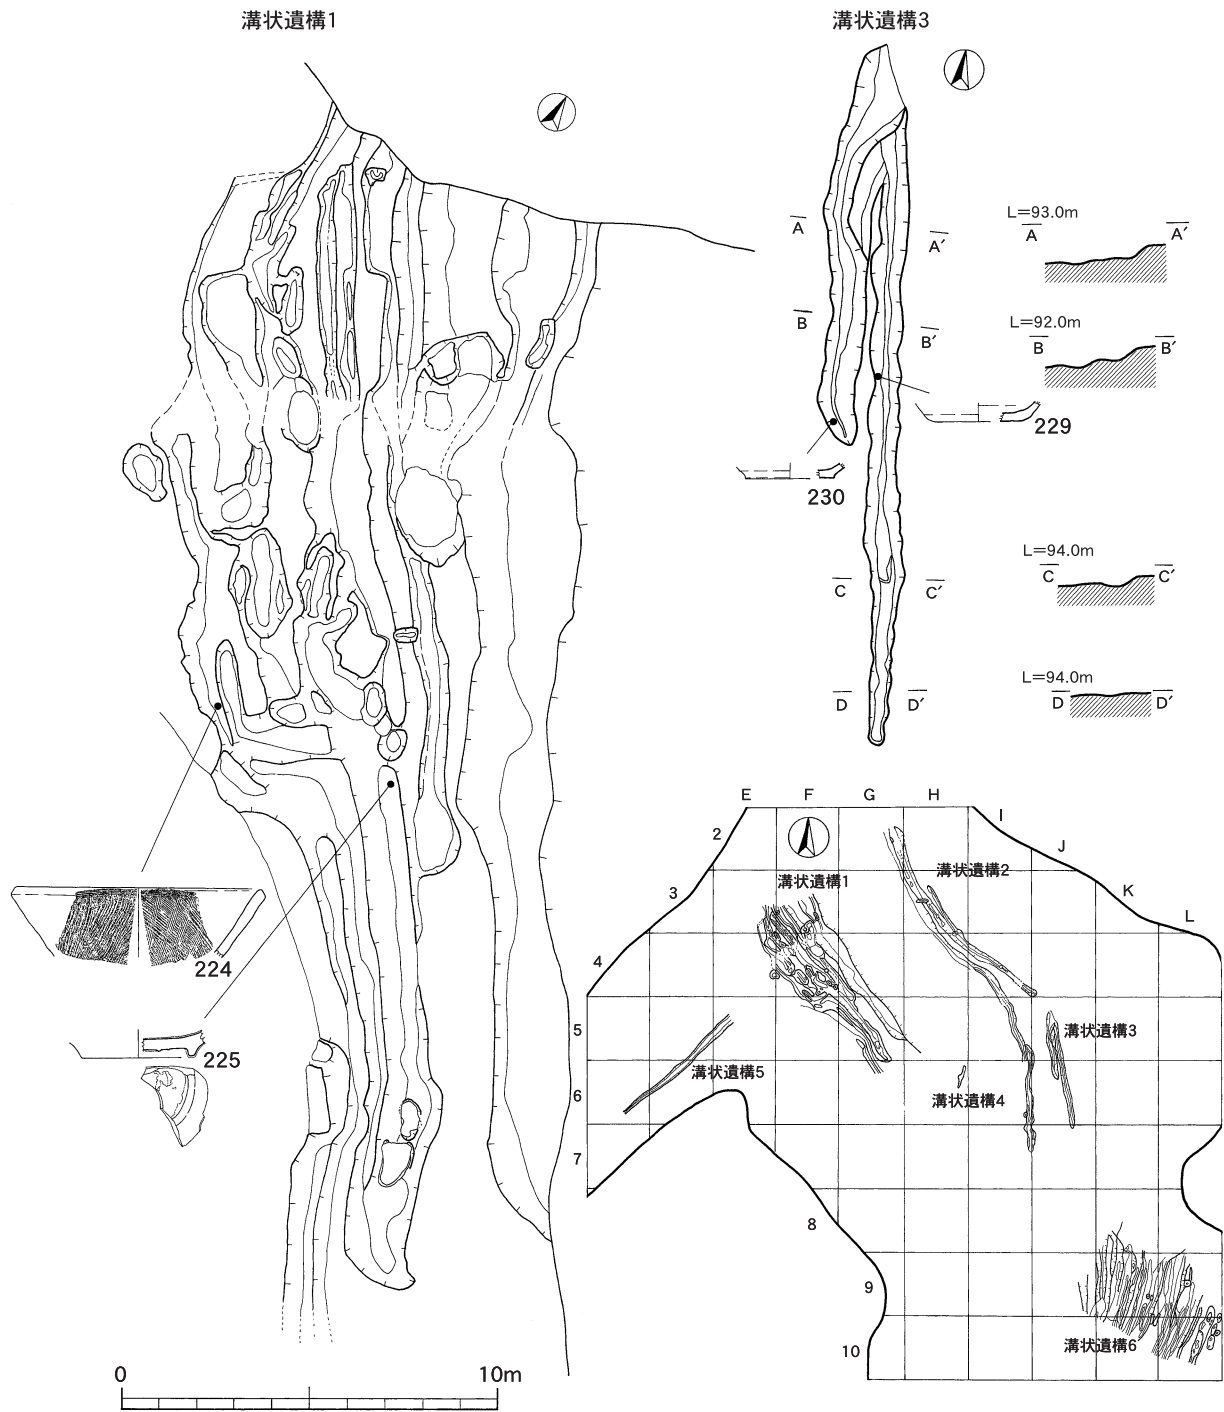 溝状遺構1
溝状遺構3
L=93.0m
A
A′
A
A′
L=92.0m
B
B′
B
B′
229
230
L=94.0m
C
C′
C
C′
L=94.0m
D
D′
D
D′
E F G H I J K L
2
3
4
5
6
7
8
9
10
溝状遺構1
溝状遺構2
溝状遺構3
溝状遺構4
溝状遺構5
溝状遺構6
224
225
0 10m